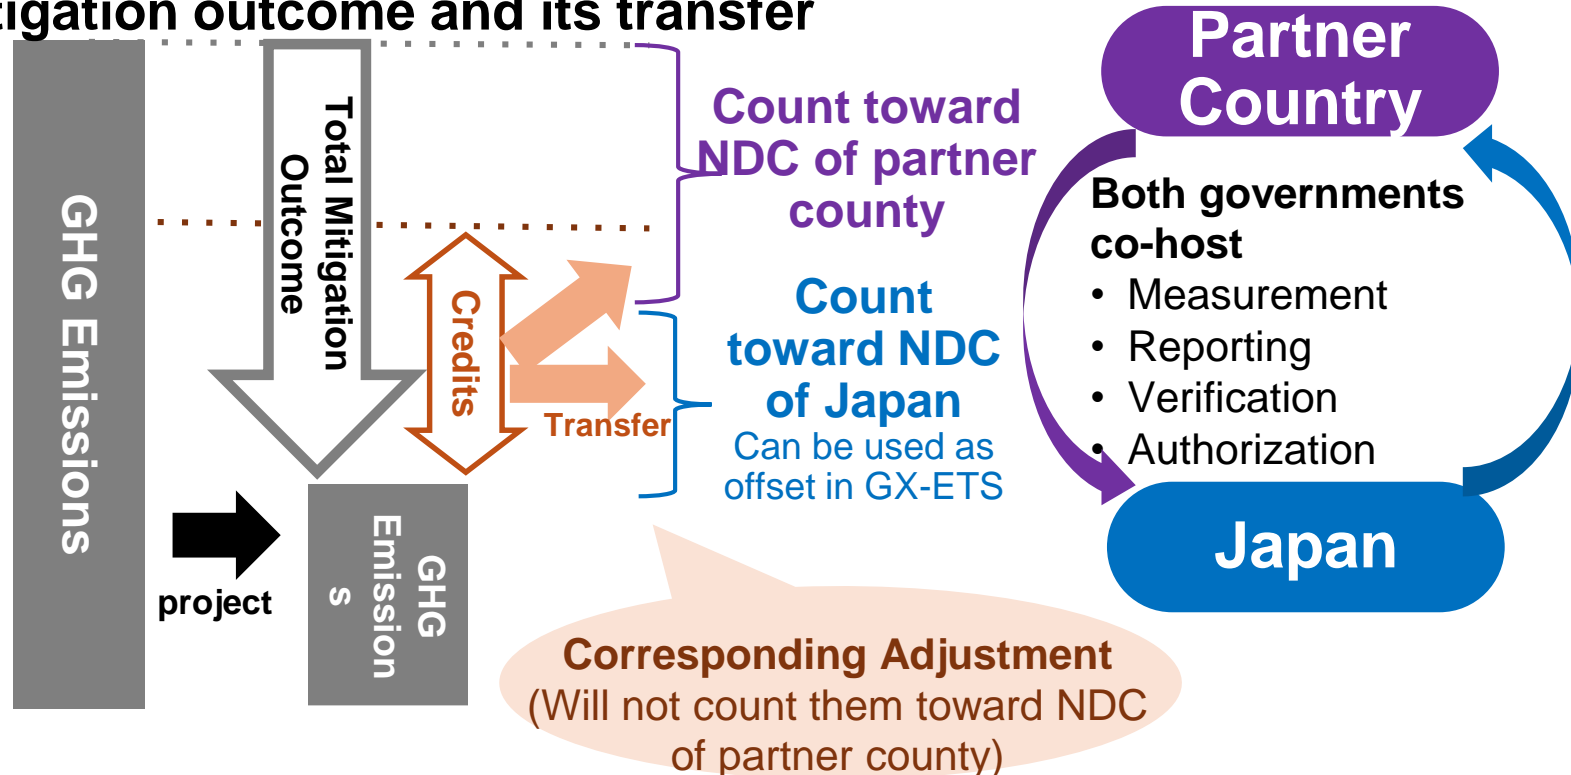 tigation outcome and its transfer
GHG Emissions
Total Mitigation
Outcome
Credits
Transfer
project
GHG
Emission
s
Count toward
NDC of partner
county
Count
toward NDC
of Japan
Can be used as
offset in GX-ETS
Corresponding Adjustment
(Will not count them toward NDC
of partner county)
Partner
Country
Both governments
co-host
• Measurement
• Reporting
• Verification
• Authorization
Japan